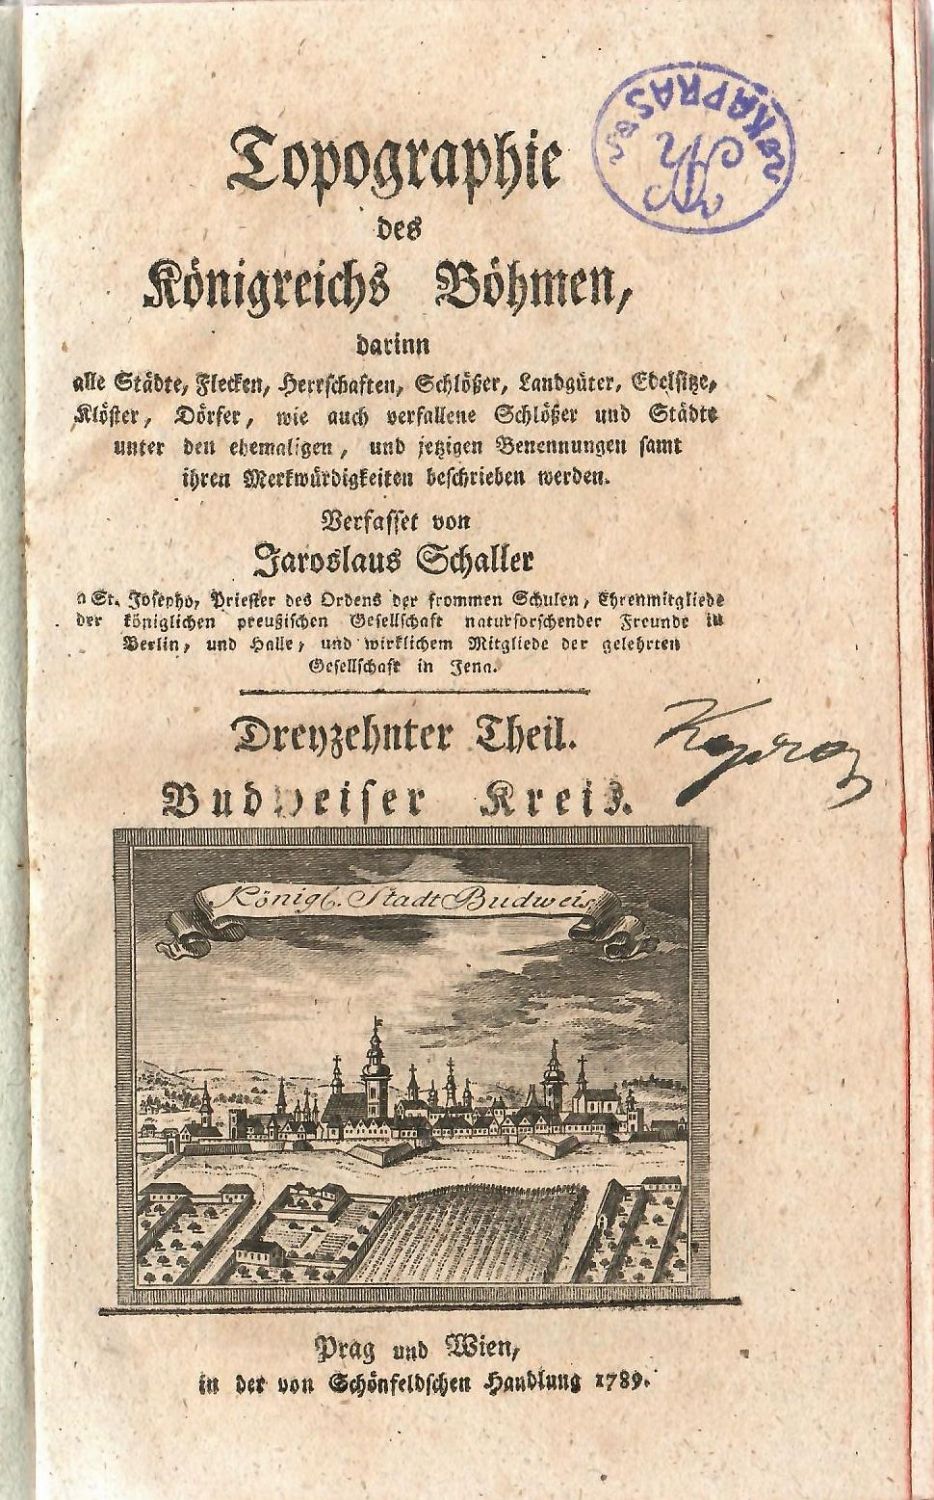 Topographie
des
Königreichs Böhmen,
darinn
alle Städte, Flecken, Herrschaften, Schlößer, Landgüter, Edelsitze,
Klöster, Dörfer, wie auch verfallene Schlößer und Städte
unter den ehemaligen, und jetzigen Benennungen samt
ihren Merkwürdigkeiten beschrieben werden.
Verfasset von
Jaroslaus Schaller
a St. Josepho, Priester des Ordens der frommen Schulen, Ehrenmitgliede
der königlichen preußischen Gesellschaft naturforschender Freunde in
Berlin, und Halle, und wirklichem Mitgliede der gelehrten
Gesellschaft in Jena.
Dreyzehnter Theil.
Budweiser Kreis.
Königl. Stadt Budweis
Prag und Wien,
in der von Schönfeldschen Handlung 1789.
KAPRAS